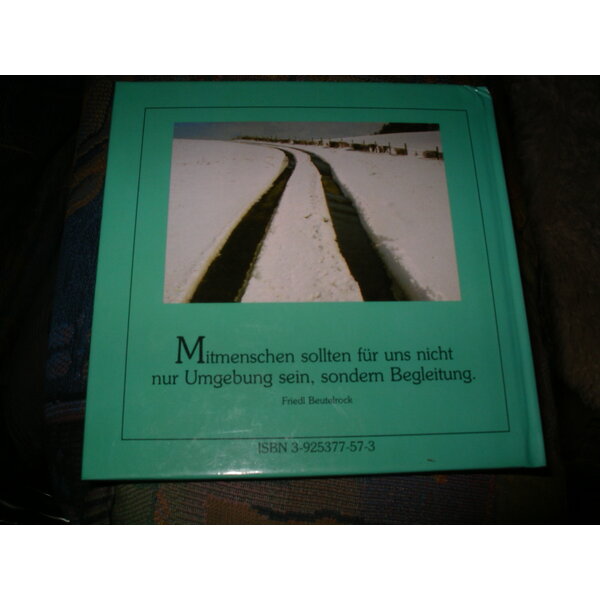 Mitmenschen sollten für uns nicht
nur Umgebung sein, sondern Begleitung.
Friedl Beutelrock
ISBN 3-925377-57-3